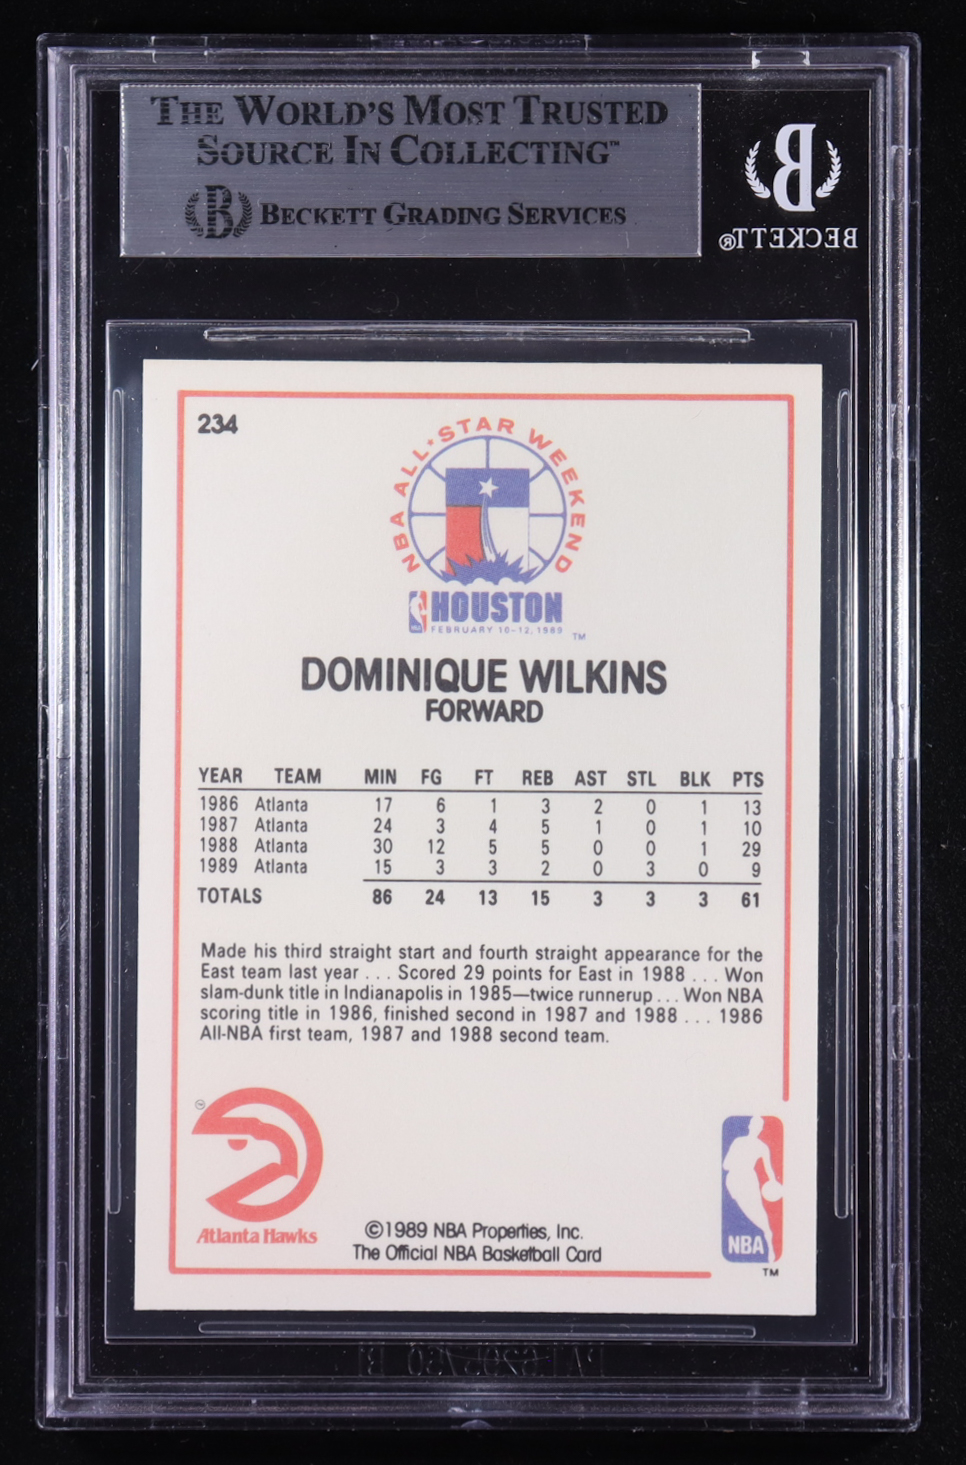 THE WORLD'S MOST TRUSTED
SOURCE IN COLLECTING™
B BECKETT GRADING SERVICES
B
BECKETT®
234
NBA ALL·STAR WEEKEND
HOUSTON
FEBRUARY 10-12, 1989 ™
DOMINIQUE WILKINS
FORWARD
YEAR TEAM MIN FG FT REB AST STL BLK PTS
1986 Atlanta 17 6 1 3 2 0 1 13
1987 Atlanta 24 3 4 5 1 0 1 10
1988 Atlanta 30 12 5 5 0 0 1 29
1989 Atlanta 15 3 3 2 0 3 0 9
TOTALS 86 24 13 15 3 3 3 61
Made his third straight start and fourth straight appearance for the
East team last year . . . Scored 29 points for East in 1988 . . . Won
slam-dunk title in Indianapolis in 1985—twice runnerup . . . Won NBA
scoring title in 1986, finished second in 1987 and 1988 . . . 1986
All-NBA first team, 1987 and 1988 second team.
Atlanta Hawks
©1989 NBA Properties, Inc.
The Official NBA Basketball Card
NBA
™